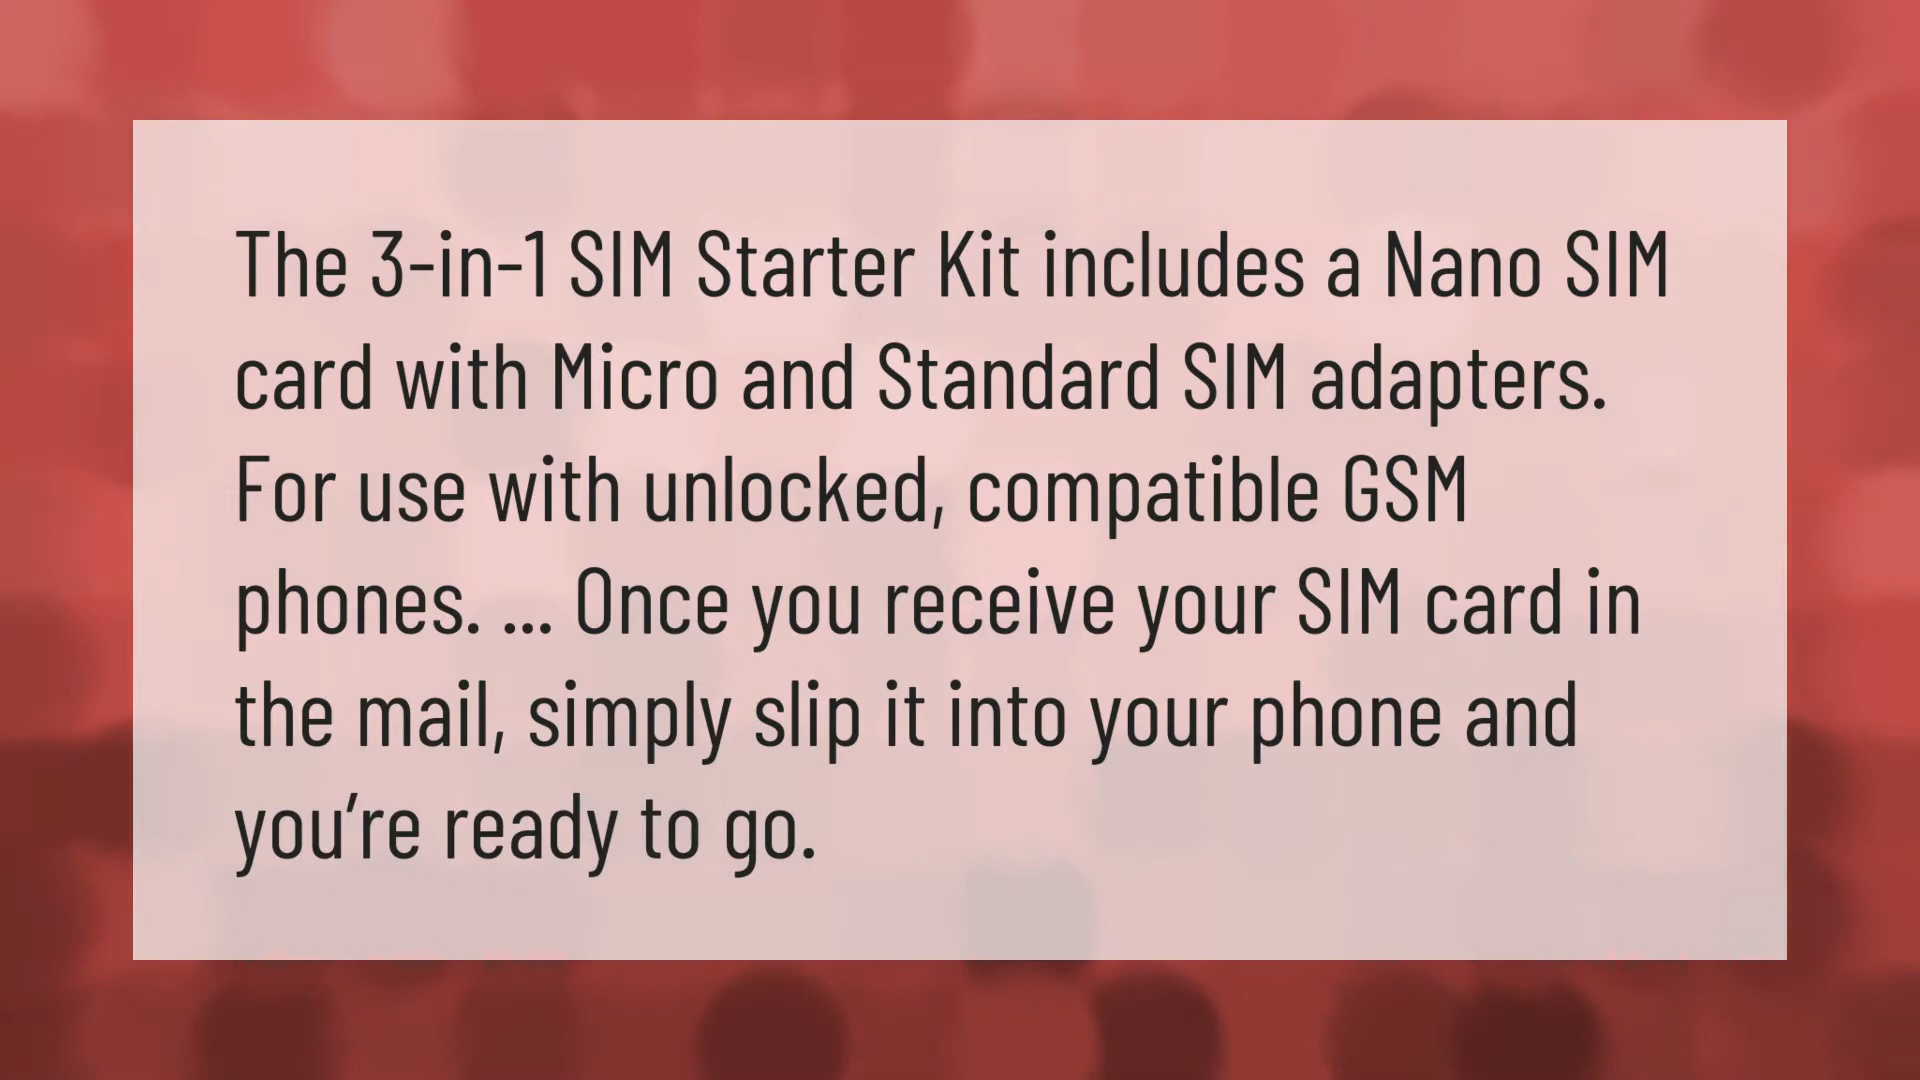 The 3-in-1 SIM Starter Kit includes a Nano SIM
card with Micro and Standard SIM adapters.
For use with unlocked, compatible GSM
phones. ... Once you receive your SIM card in
the mail, simply slip it into your phone and
you’re ready to go.